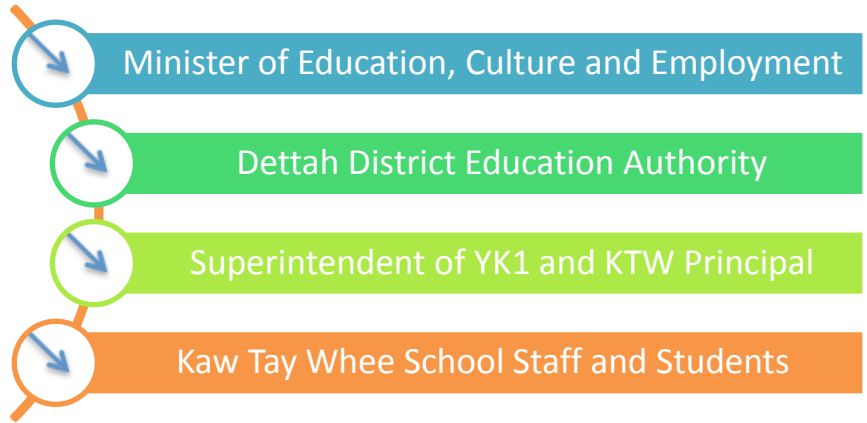 Minister of Education, Culture and Employment
Dettah District Education Authority
Superintendent of YK1 and KTW Principal
Kaw Tay Whee School Staff and Students